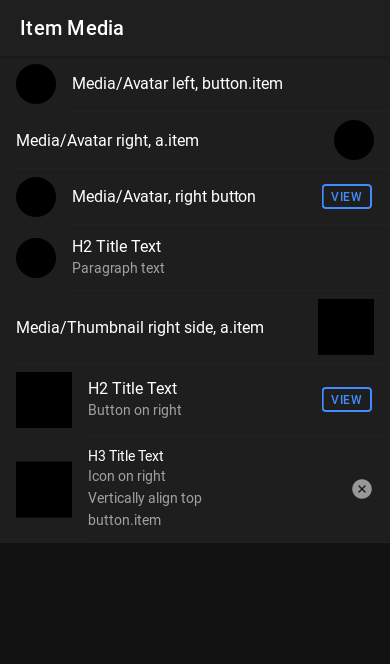 Item Media
Media/Avatar left, button.item
Media/Avatar right, a.item
Media/Avatar, right button
VIEW
H2 Title Text
Paragraph text
Media/Thumbnail right side, a.item
H2 Title Text
Button on right
VIEW
H3 Title Text
Icon on right
Vertically align top
button.item